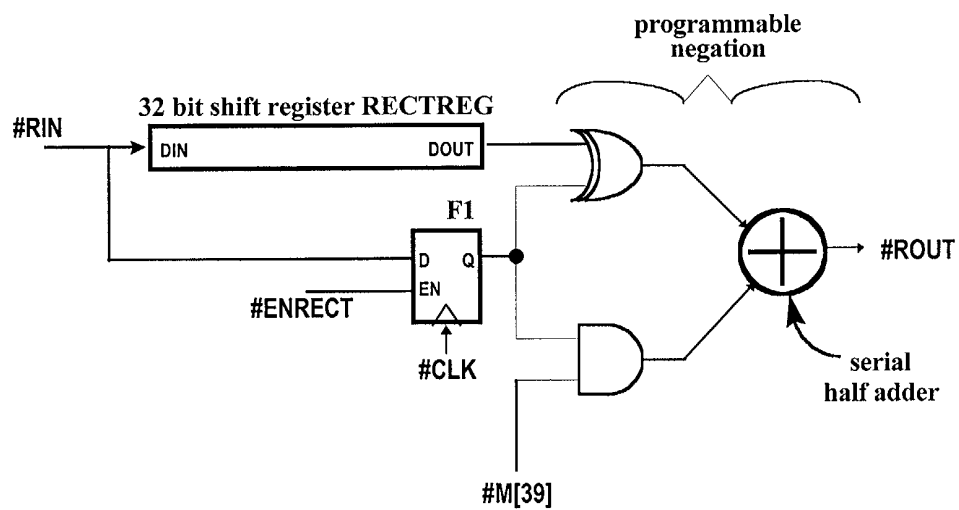 programmable
negation
32 bit shift register RECTREG
#RIN
DIN
DOUT
F1
D
Q
EN
#ENRECT
#CLK
#ROUT
serial
half adder
#M[39]